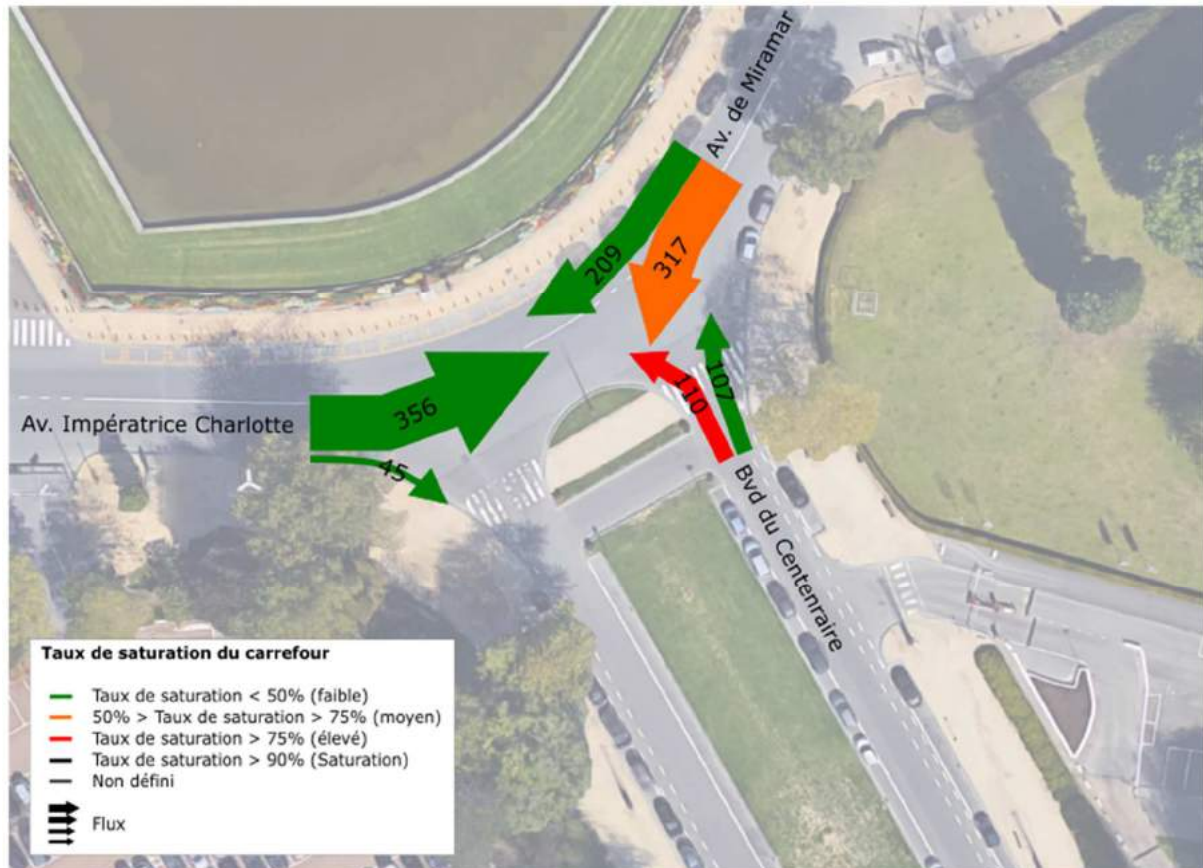 Av. de Miramar
209
317
107
110
356
Av. Impératrice Charlotte
45
Bvd du Centenraire
Taux de saturation du carrefour
Taux de saturation < 50% (faible)
50% > Taux de saturation > 75% (moyen)
Taux de saturation > 75% (élevé)
Taux de saturation > 90% (Saturation)
Non défini
Flux